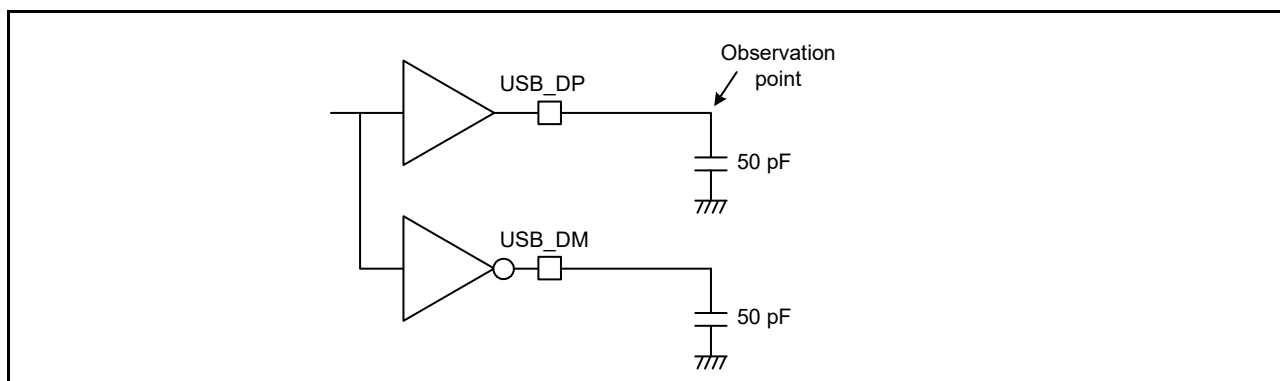 Observation
point
USB_DP
50 pF
USB_DM
50 pF